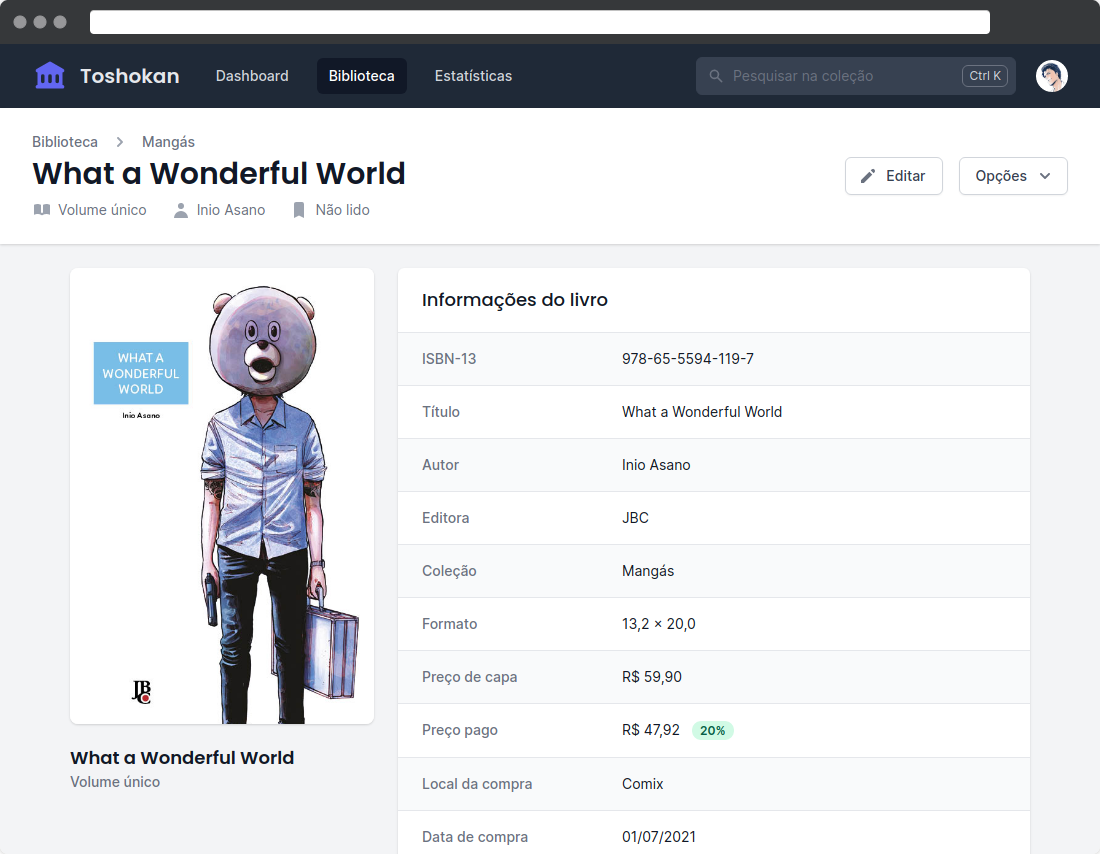 Toshokan
Dashboard
Biblioteca
Estatísticas
Pesquisar na coleção
Ctrl K
Biblioteca
Mangás
What a Wonderful World
Volume único
Inio Asano
Não lido
Editar
Opções
WHAT A
WONDERFUL
WORLD
Inio Asano
JBC
What a Wonderful World
Volume único
Informações do livro
ISBN-13 978-65-5594-119-7
Título What a Wonderful World
Autor Inio Asano
Editora JBC
Coleção Mangás
Formato 13,2 × 20,0
Preço de capa R$ 59,90
Preço pago R$ 47,92 20%
Local da compra Comix
Data de compra 01/07/2021